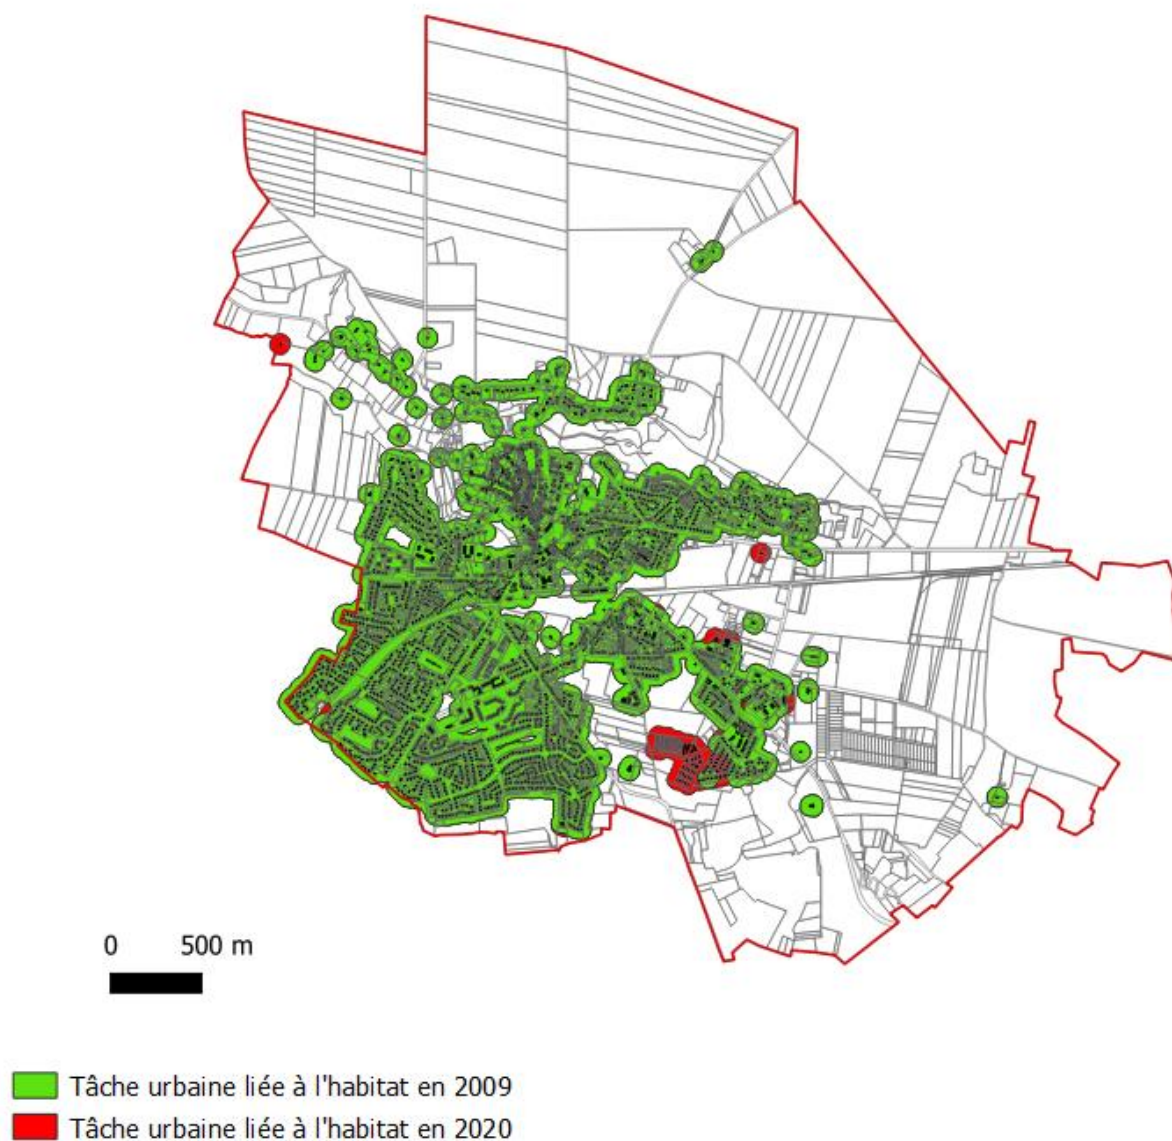 0 500 m
Tâche urbaine liée à l'habitat en 2009
Tâche urbaine liée à l'habitat en 2020